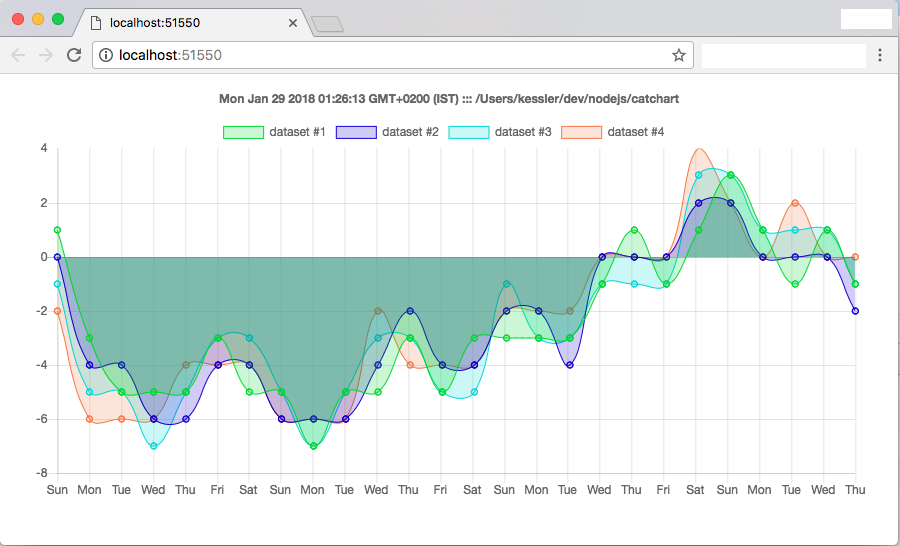 localhost:51550
localhost:51550
Mon Jan 29 2018 01:26:13 GMT+0200 (IST) ::: /Users/kessler/dev/nodejs/catchart
dataset #1 dataset #2 dataset #3 dataset #4
4
2
0
-2
-4
-6
-8
Sun Mon Tue Wed Thu Fri Sat Sun Mon Tue Wed Thu Fri Sat Sun Mon Tue Wed Thu Fri Sat Sun Mon Tue Wed Thu